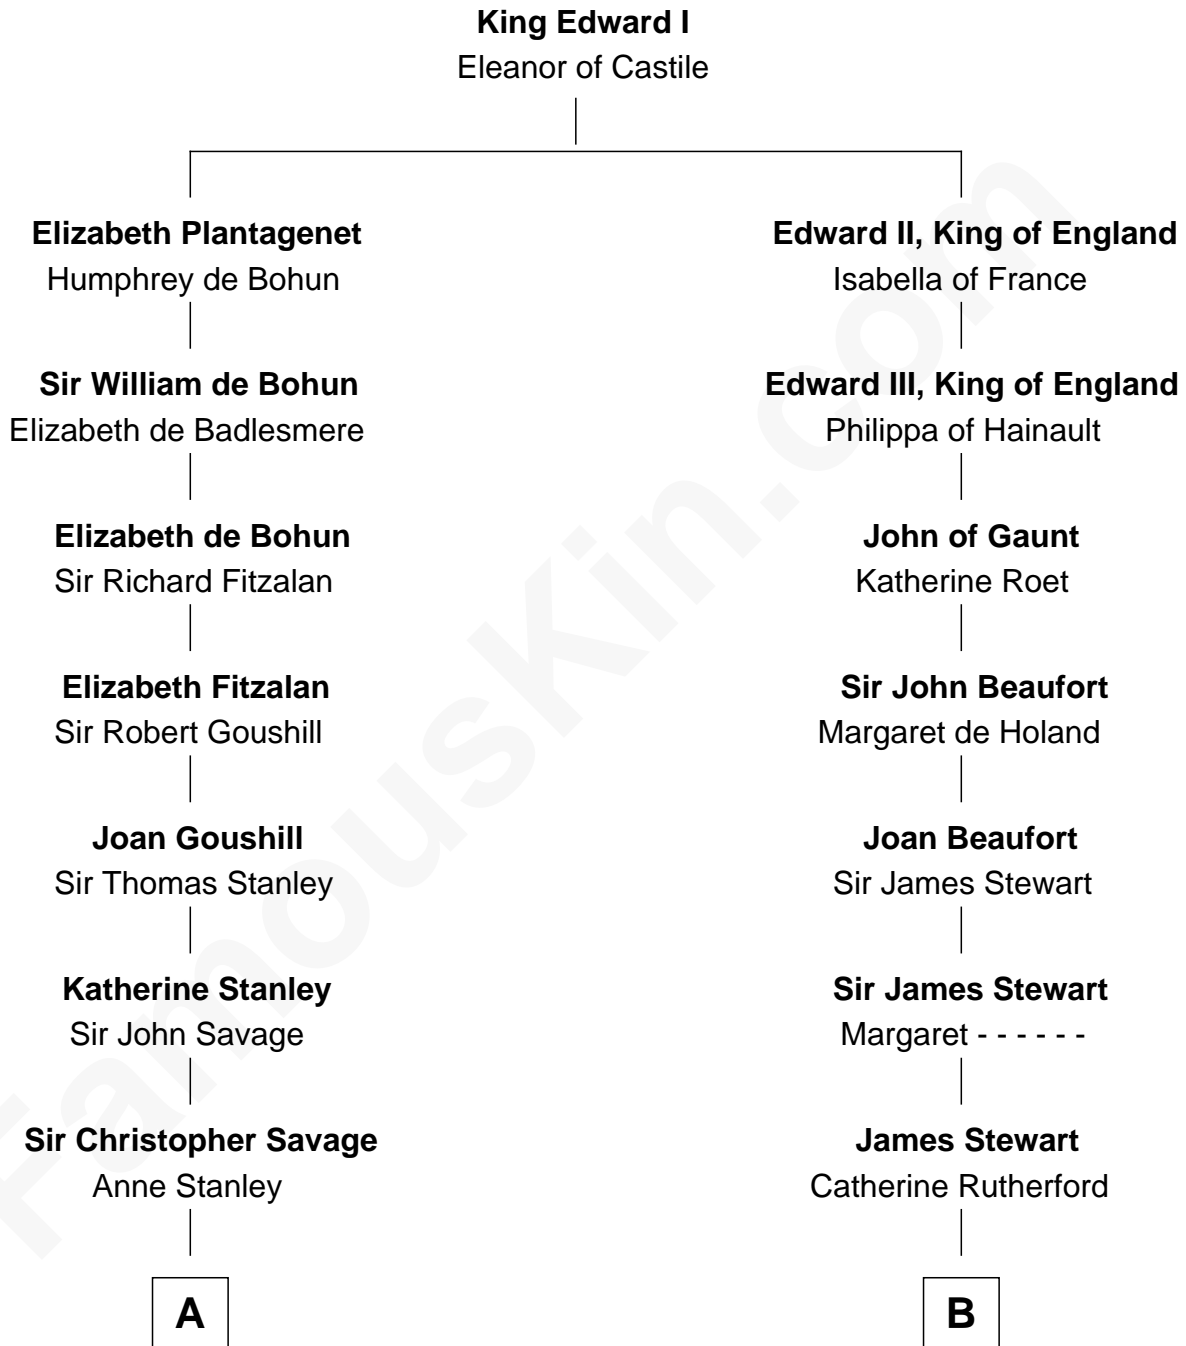 King Edward I
Eleanor of Castile
Elizabeth Plantagenet
Humphrey de Bohun
Edward II, King of England
Isabella of France
Sir William de Bohun
Elizabeth de Badlesmere
Edward III, King of England
Philippa of Hainault
Elizabeth de Bohun
Sir Richard Fitzalan
John of Gaunt
Katherine Roet
Elizabeth Fitzalan
Sir Robert Goushill
Sir John Beaufort
Margaret de Holand
Joan Goushill
Sir Thomas Stanley
Joan Beaufort
Sir James Stewart
Katherine Stanley
Sir John Savage
Sir James Stewart
Margaret - - - - - -
Sir Christopher Savage
Anne Stanley
James Stewart
Catherine Rutherford
A
B
FamousKin.com